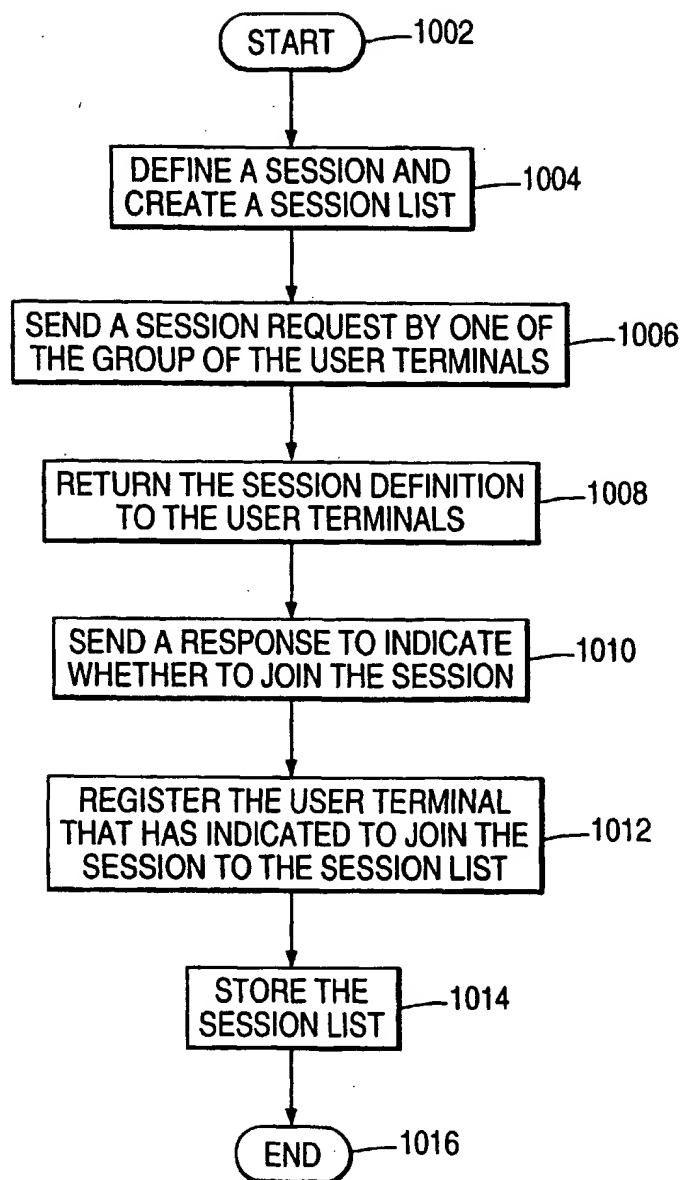 START
1002
DEFINE A SESSION AND
CREATE A SESSION LIST
1004
SEND A SESSION REQUEST BY ONE OF
THE GROUP OF THE USER TERMINALS
1006
RETURN THE SESSION DEFINITION
TO THE USER TERMINALS
1008
SEND A RESPONSE TO INDICATE
WHETHER TO JOIN THE SESSION
1010
REGISTER THE USER TERMINAL
THAT HAS INDICATED TO JOIN THE
SESSION TO THE SESSION LIST
1012
STORE THE
SESSION LIST
1014
END
1016